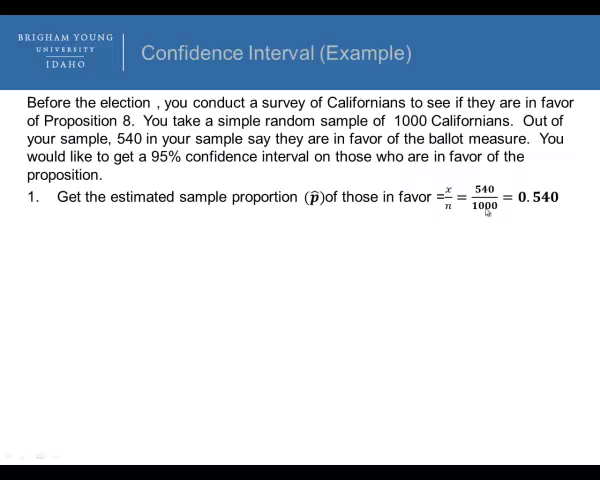 BRIGHAM YOUNG
UNIVERSITY
IDAHO
Confidence Interval (Example)
Before the election , you conduct a survey of Californians to see if they are in favor
of Proposition 8. You take a simple random sample of 1000 Californians. Out of
your sample, 540 in your sample say they are in favor of the ballot measure. You
would like to get a 95% confidence interval on those who are in favor of the
proposition.
1. Get the estimated sample proportion (p̂)of those in favor =x/n = 540/1000 = 0.540